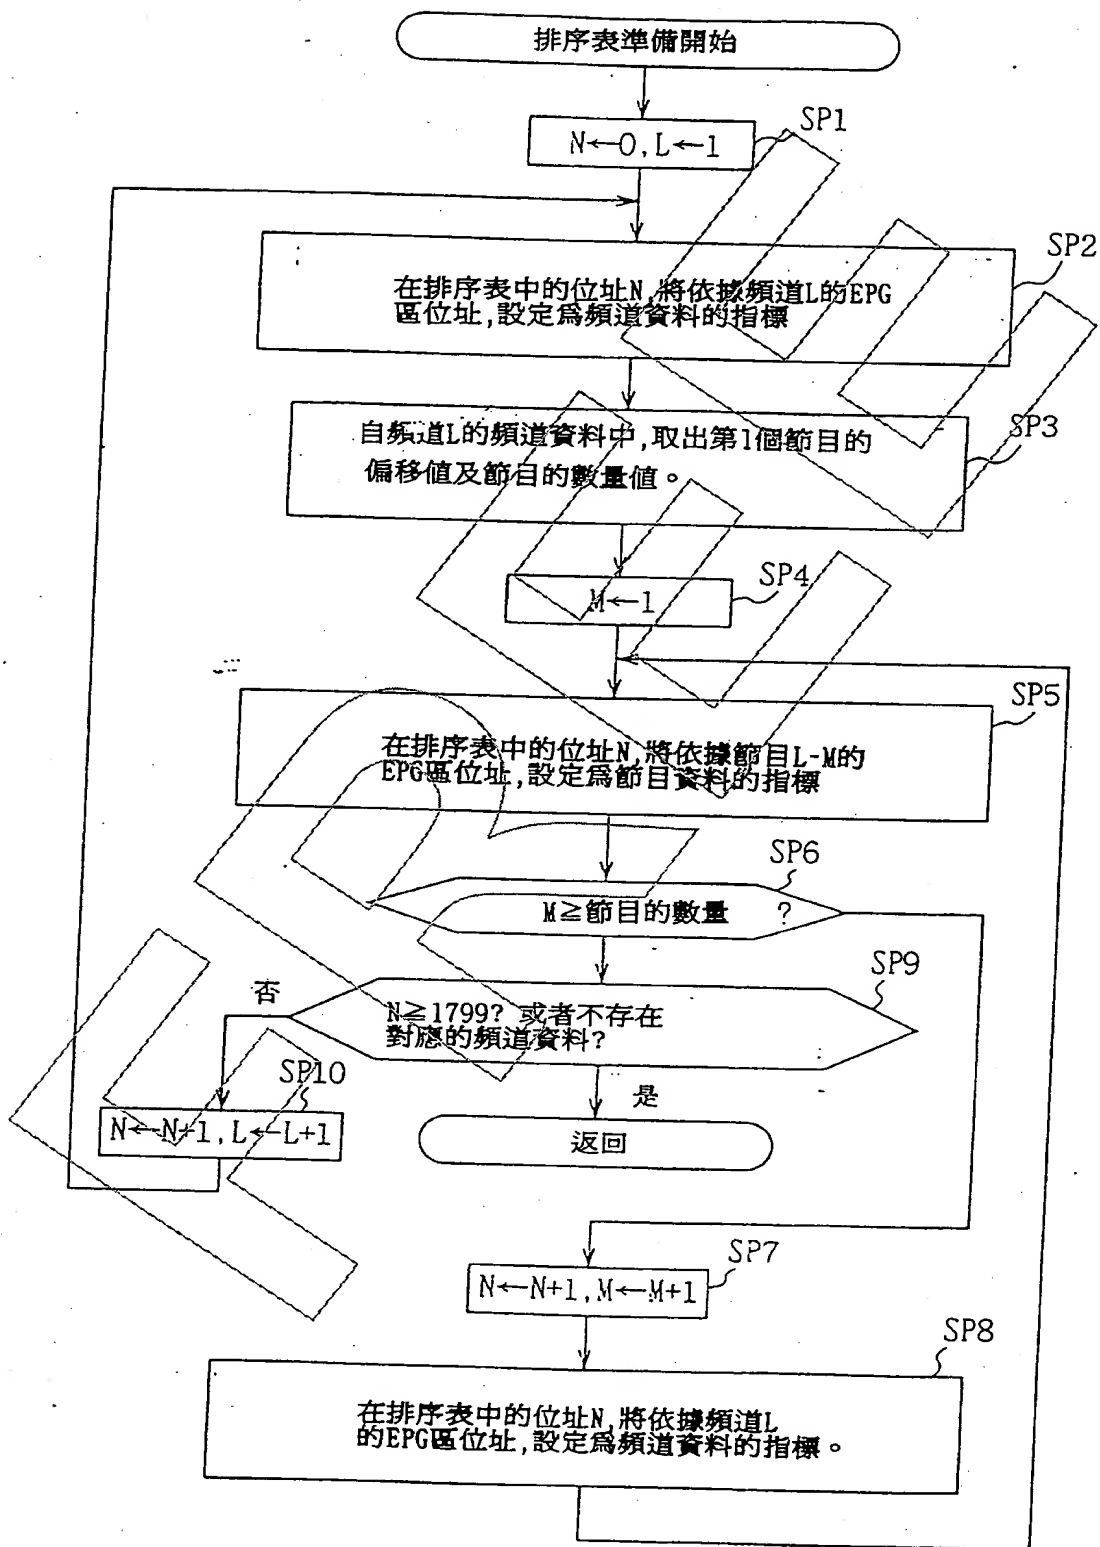 排序表準備開始
SP1
N←0,L←1
SP2
在排序表中的位址N,將依據頻道L的EPG
區位址,設定爲頻道資料的指標
SP3
自頻道L的頻道資料中,取出第1個節目的
偏移值及節目的數量值。
SP4
M←1
SP5
在排序表中的位址N,將依據節目L-M的
EPG區位址,設定爲節目資料的指標
SP6
M≧節目的數量 ?
SP9
否
N≧1799? 或者不存在
對應的頻道資料?
SP10
是
N←N+1,L←L+1
返回
SP7
N←N+1,M←M+1
SP8
在排序表中的位址N,將依據頻道L
的EPG區位址,設定爲頻道資料的指標。